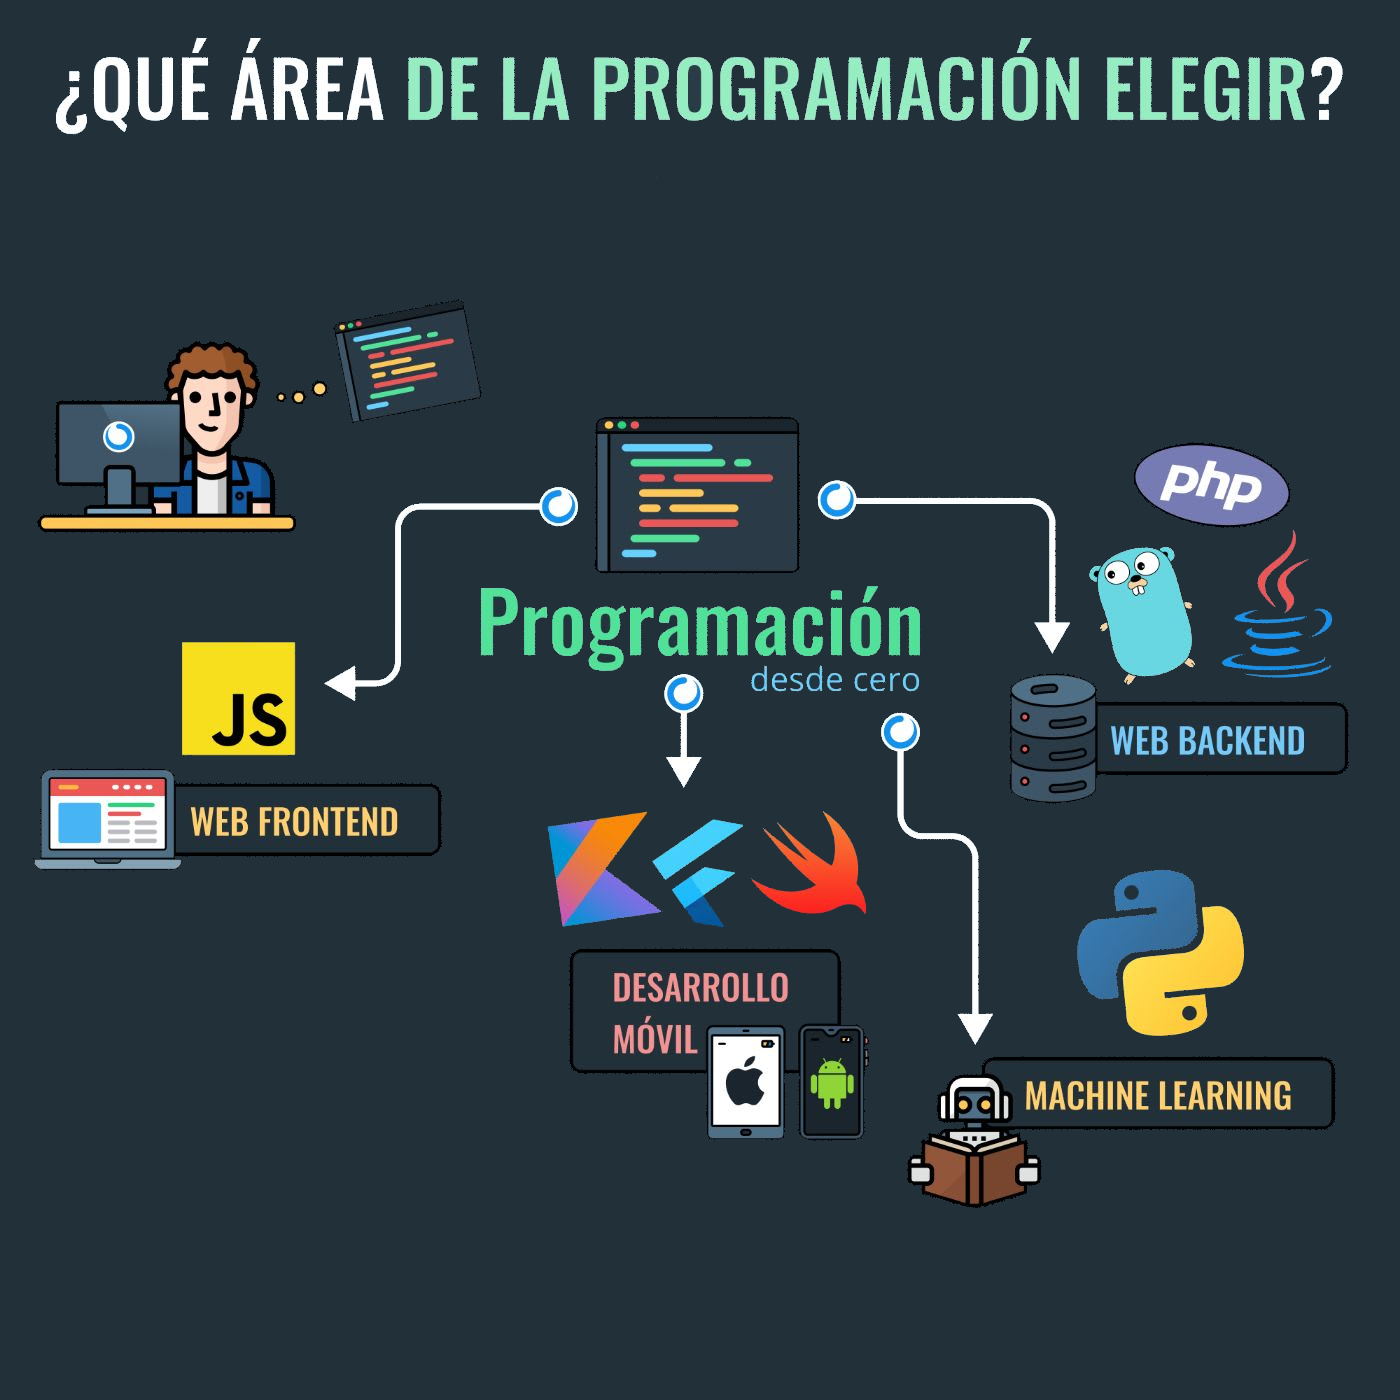 ¿QUÉ ÁREA DE LA PROGRAMACIÓN ELEGIR?
Programación
desde cero
php
JS
WEB FRONTEND
WEB BACKEND
DESARROLLO
MÓVIL
MACHINE LEARNING